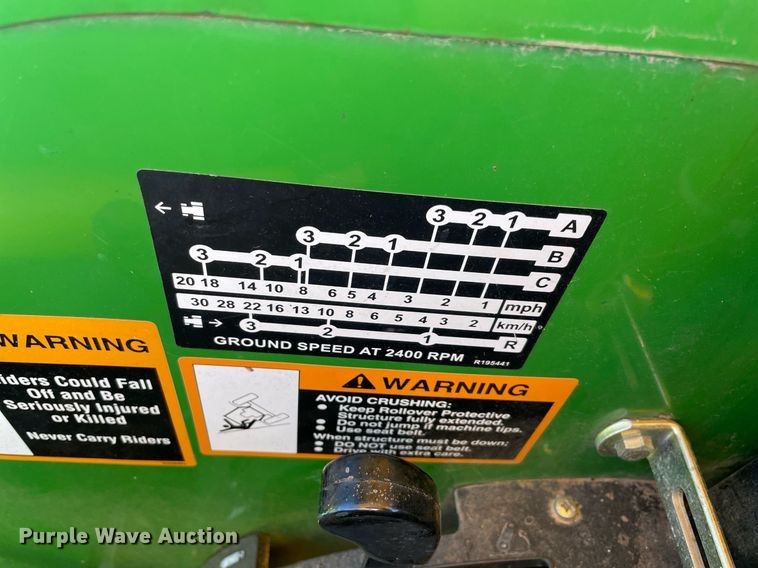 3 2 1 A
3 2 1 B
3 2 1 C
20 18 14 10 8 6 5 4 3 2 1 mph
30 28 22 16 13 10 8 6 5 4 3 2 km/h
3 2 1 R
GROUND SPEED AT 2400 RPM R195441
WARNING
Riders Could Fall
Off and Be
Seriously Injured
or Killed
Never Carry Riders
WARNING
AVOID CRUSHING:
● Keep Rollover Protective
Structure fully extended.
● Do not jump if machine tips.
● Use seat belt.
When structure must be down:
● DO NOT use seat belt.
● Drive with extra care.
Purple Wave Auction